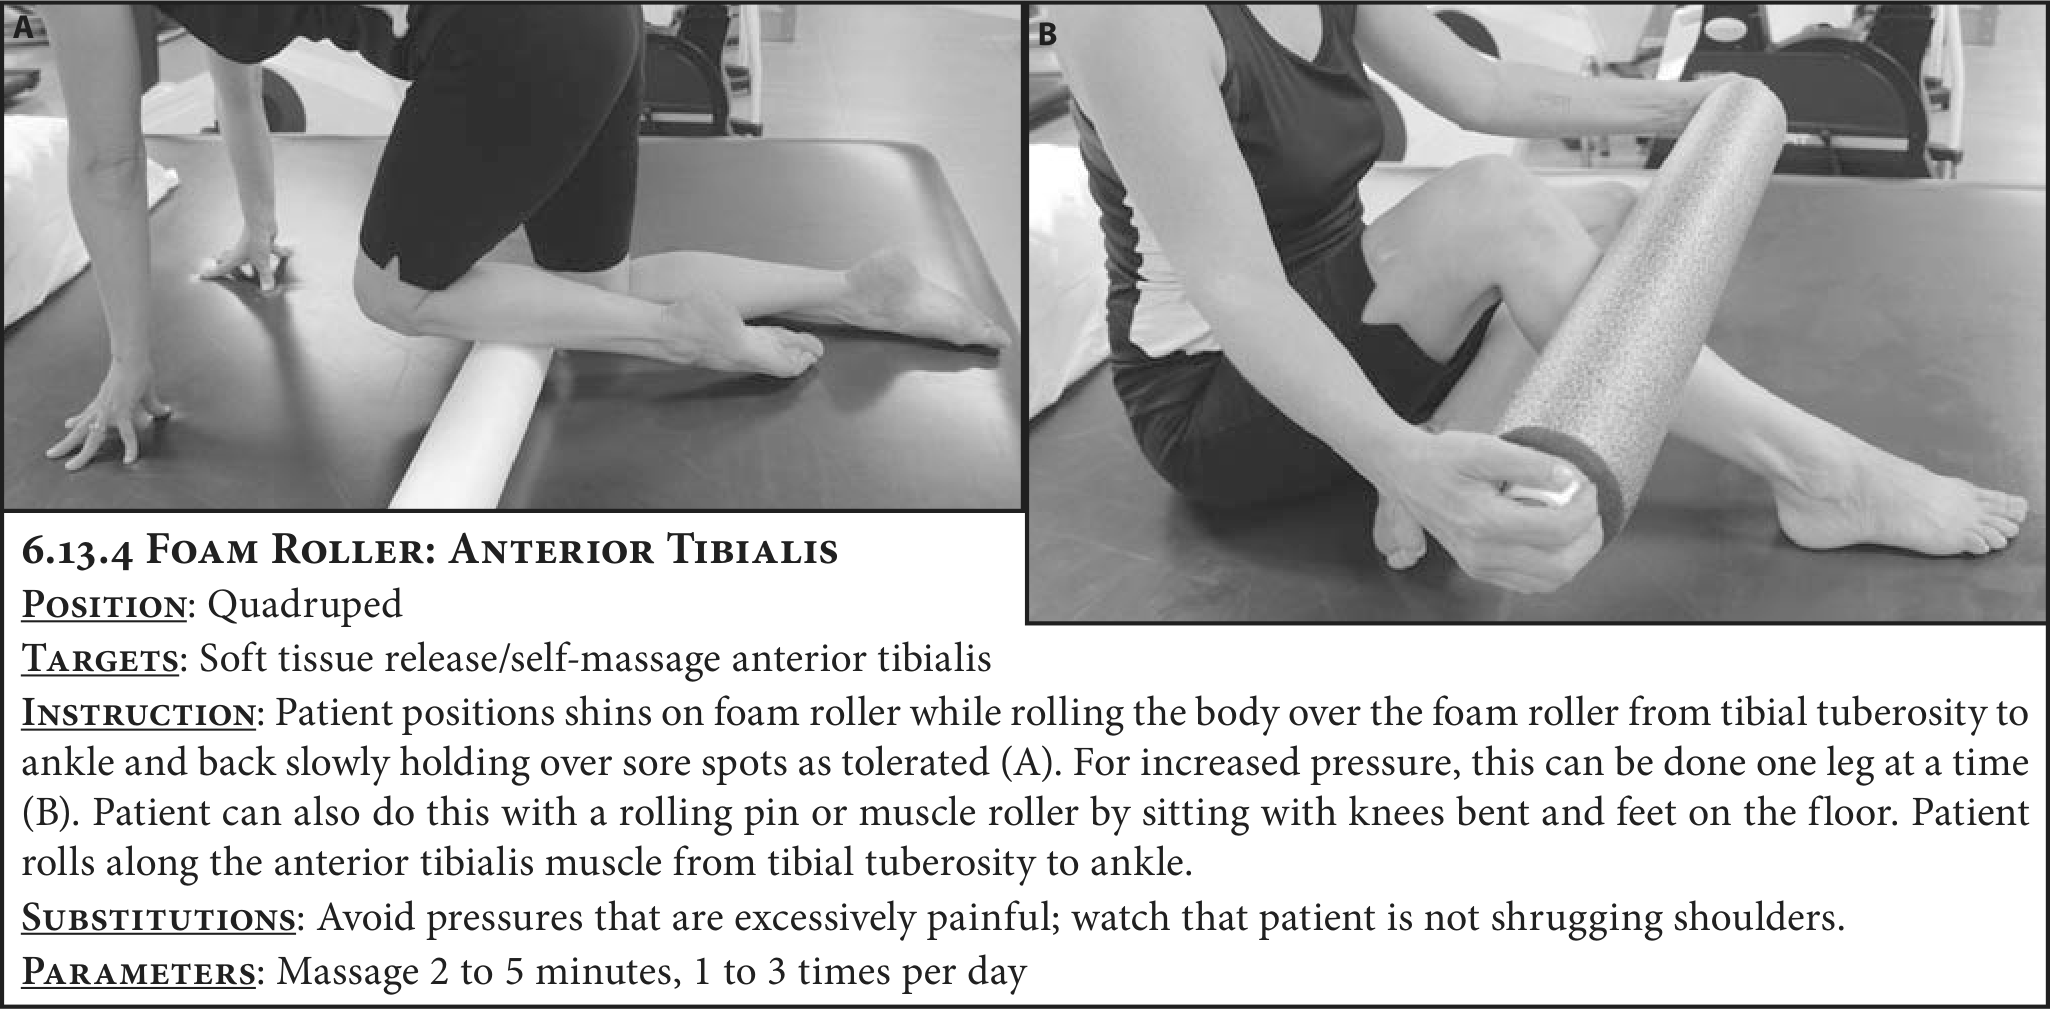 A
B
6.13.4 Foam Roller: Anterior Tibialis
Position: Quadruped
Targets: Soft tissue release/self-massage anterior tibialis
Instruction: Patient positions shins on foam roller while rolling the body over the foam roller from tibial tuberosity to
ankle and back slowly holding over sore spots as tolerated (A). For increased pressure, this can be done one leg at a time
(B). Patient can also do this with a rolling pin or muscle roller by sitting with knees bent and feet on the floor. Patient
rolls along the anterior tibialis muscle from tibial tuberosity to ankle.
Substitutions: Avoid pressures that are excessively painful; watch that patient is not shrugging shoulders.
Parameters: Massage 2 to 5 minutes, 1 to 3 times per day